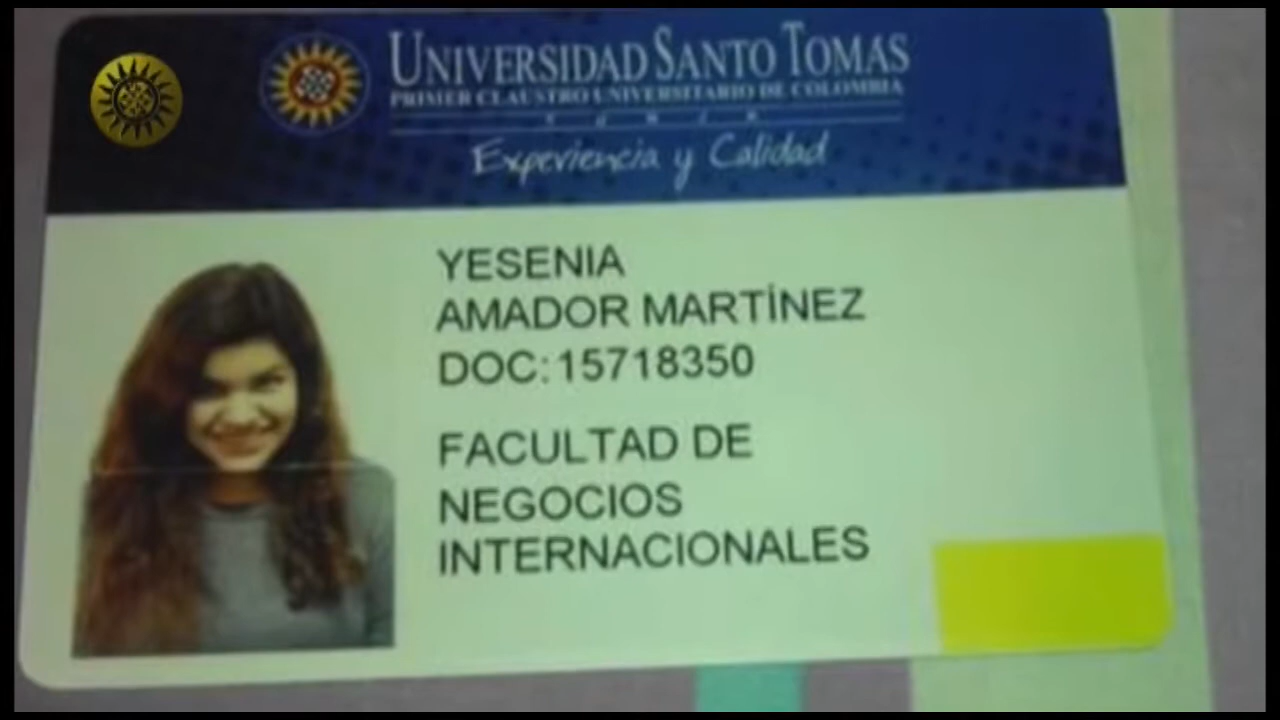 UNIVERSIDAD SANTO TOMAS
PRIMER CLAUSTRO UNIVERSITARIO DE COLOMBIA
Experiencia y Calidad
YESENIA
AMADOR MARTÍNEZ
DOC: 15718350
FACULTAD DE
NEGOCIOS
INTERNACIONALES